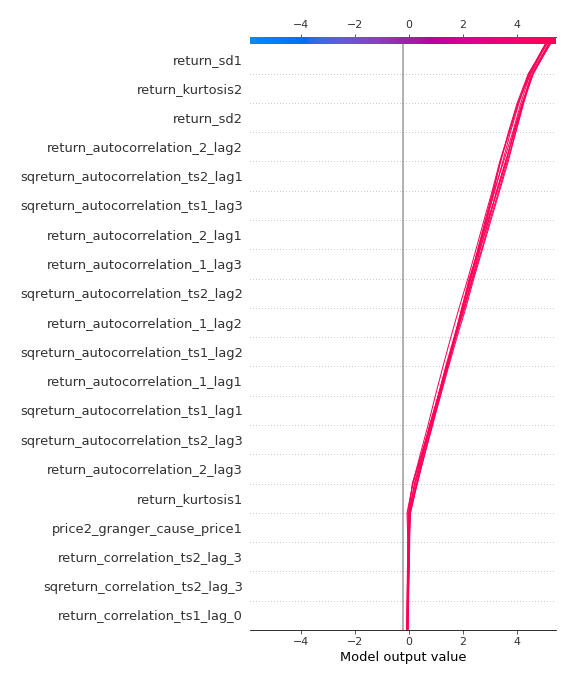 −4 −2 0 2 4
return_sd1
return_kurtosis2
return_sd2
return_autocorrelation_2_lag2
sqreturn_autocorrelation_ts2_lag1
sqreturn_autocorrelation_ts1_lag3
return_autocorrelation_2_lag1
return_autocorrelation_1_lag3
sqreturn_autocorrelation_ts2_lag2
return_autocorrelation_1_lag2
sqreturn_autocorrelation_ts1_lag2
return_autocorrelation_1_lag1
sqreturn_autocorrelation_ts1_lag1
sqreturn_autocorrelation_ts2_lag3
return_autocorrelation_2_lag3
return_kurtosis1
price2_granger_cause_price1
return_correlation_ts2_lag_3
sqreturn_correlation_ts2_lag_3
return_correlation_ts1_lag_0
−4 −2 0 2 4
Model output value